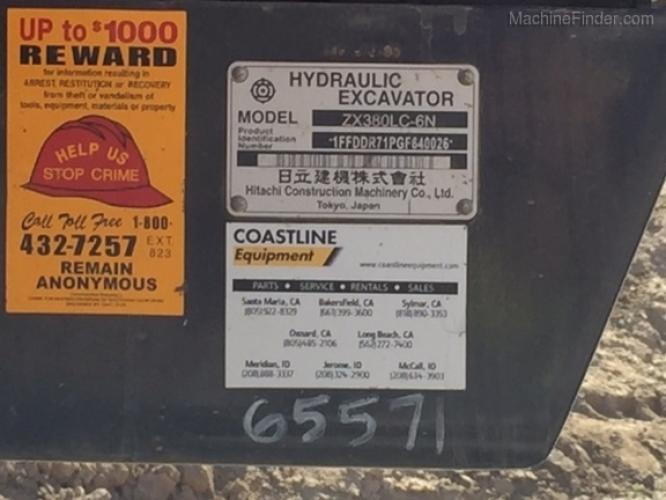 MachineFinder.com
UP to $1000
REWARD
for information resulting in
ARREST, RESTITUTION or RECOVERY
from theft or vandalism of
tools, equipment, materials or property
HELP US
STOP CRIME
Call Toll Free 1-800-
432-7257 EXT. 823
REMAIN
ANONYMOUS
HYDRAULIC
EXCAVATOR
MODEL ZX380LC-6N
Product
Identification
Number *1FFDDR71PGF640026*
日立建機株式會社
Hitachi Construction Machinery Co., Ltd.
Tokyo, Japan
COASTLINE
Equipment
www.coastlineequipment.com
PARTS • SERVICE • RENTALS • SALES
Santa Maria, CA Bakersfield, CA Sylmar, CA
(805)922-8329 (661)399-3600 (818)890-3353
Oxnard, CA Long Beach, CA
(805)485-2106 (562)272-7400
Meridian, ID Jerome, ID McCall, ID
(208)888-3337 (208)324-2900 (208)634-3903
65571